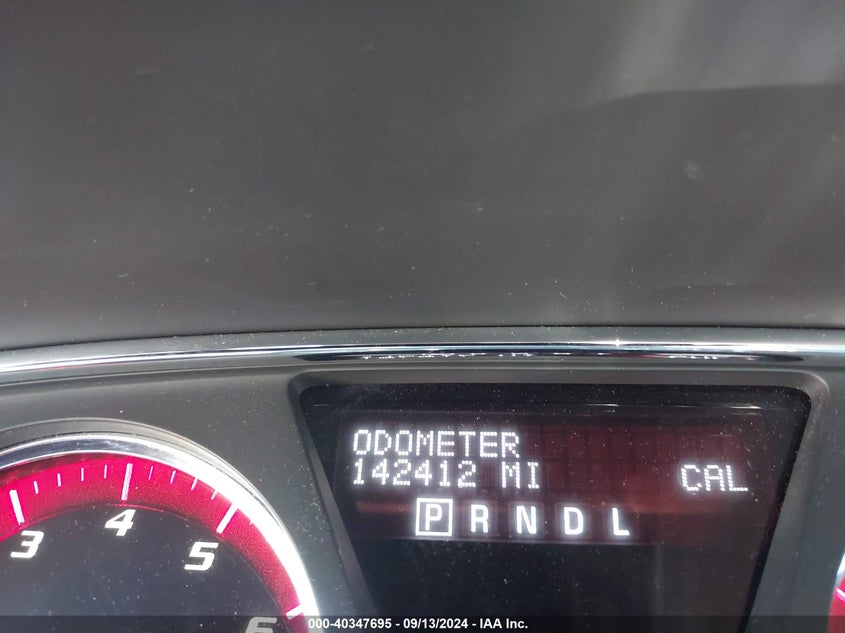 ODOMETER
142412 MI CAL
P R N D L
3 4 5 6
000-40347695 - 09/13/2024 - IAA Inc.